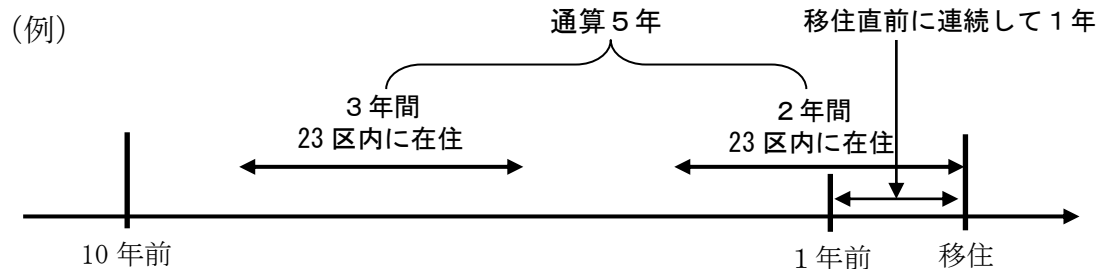 (例)
通算５年
移住直前に連続して１年
３年間
23 区内に在住
２年間
23 区内に在住
10 年前
１年前
移住